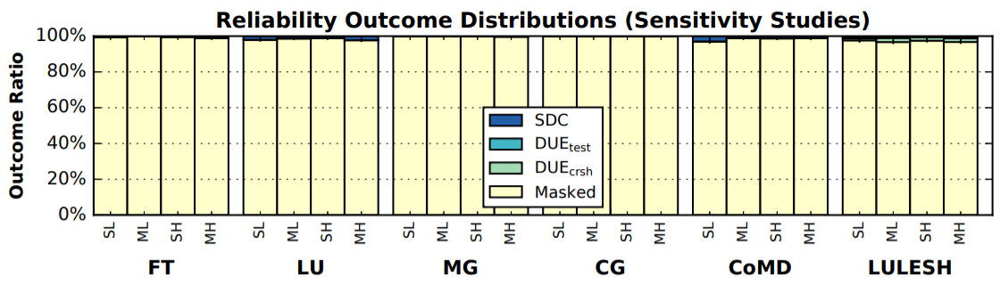 Reliability Outcome Distributions (Sensitivity Studies)
Outcome Ratio
100%
80%
60%
40%
20%
0%
SDC
DUEtest
DUEcrsh
Masked
SL ML SH MH SL ML SH MH SL ML SH MH SL ML SH MH SL ML SH MH SL ML SH MH
FT LU MG CG CoMD LULESH